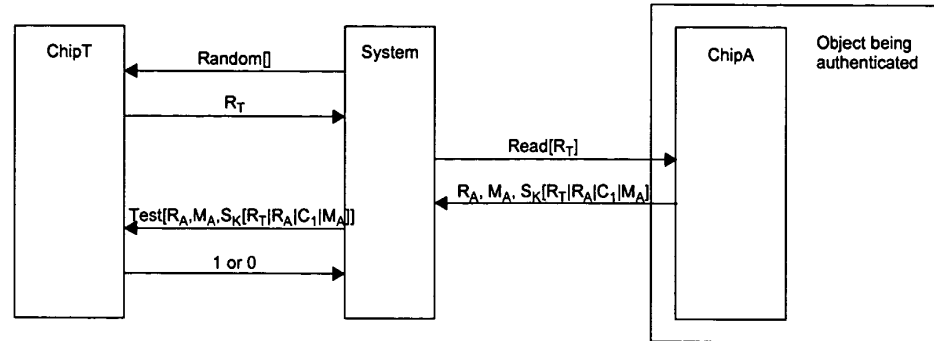 ChipT
System
ChipA
Object being
authenticated
Random[]
R_T
Read[R_T]
R_A, M_A, S_K[R_T|R_A|C_1|M_A]
Test[R_A,M_A,S_K[R_T|R_A|C_1|M_A]]
1 or 0